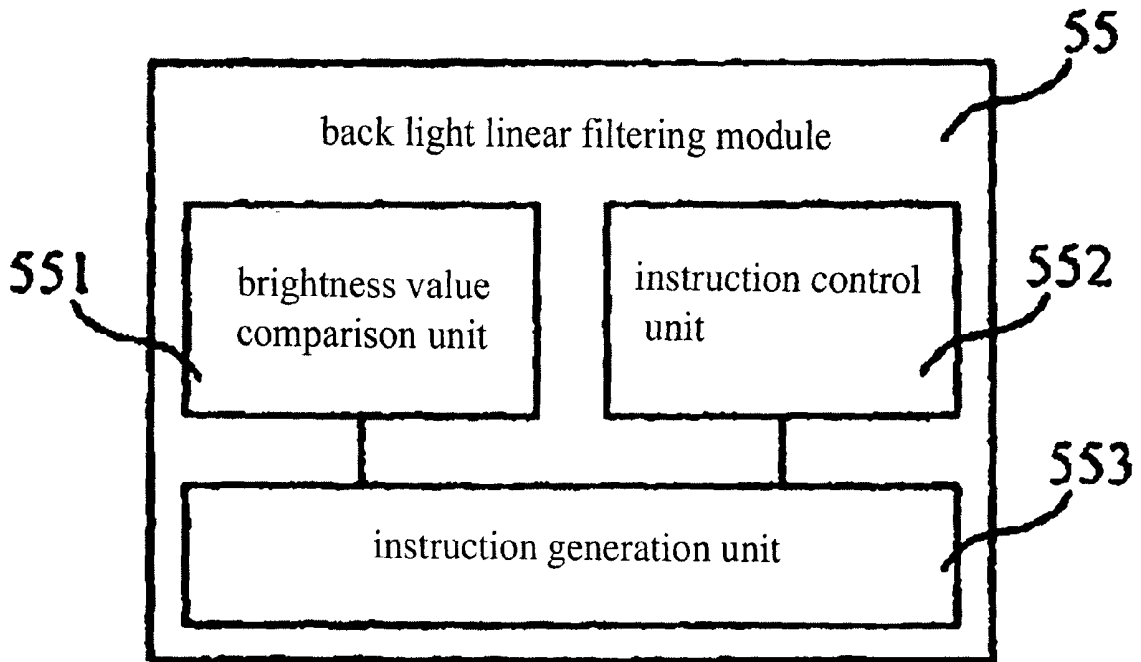 55
back light linear filtering module
551
brightness value
comparison unit
instruction control
unit
552
instruction generation unit
553